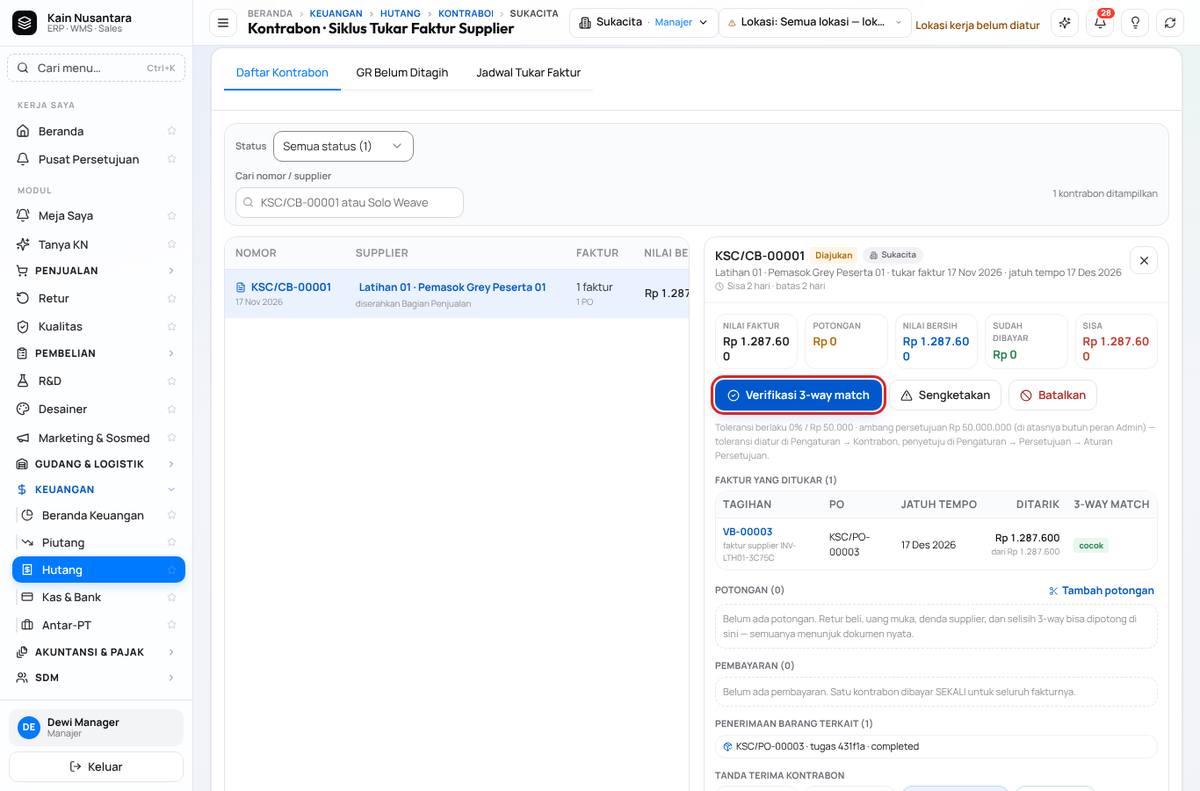 Kain Nusantara
ERP · WMS · Sales
Cari menu...
Ctrl+K
KERJA SAYA
Beranda
Pusat Persetujuan
MODUL
Meja Saya
Tanya KN
PENJUALAN
Retur
Kualitas
PEMBELIAN
R&D
Desainer
Marketing & Sosmed
GUDANG & LOGISTIK
KEUANGAN
Beranda Keuangan
Piutang
Hutang
Kas & Bank
Antar-PT
AKUNTANSI & PAJAK
SDM
DE
Dewi Manager
Manajer
Keluar
BERANDA › KEUANGAN › HUTANG › KONTRABOI › SUKACITA
Kontrabon · Siklus Tukar Faktur Supplier
Sukacita · Manajer
Lokasi: Semua lokasi — lok...
Lokasi kerja belum diatur
28
Daftar Kontrabon
GR Belum Ditagih
Jadwal Tukar Faktur
Status
Semua status (1)
Cari nomor / supplier
KSC/CB-00001 atau Solo Weave
1 kontrabon ditampilkan
NOMOR SUPPLIER FAKTUR NILAI BE
KSC/CB-00001 Latihan 01 · Pemasok Grey Peserta 01 1 faktur Rp 1.287
17 Nov 2026 diserahkan Bagian Penjualan 1 PO
KSC/CB-00001 Diajukan Sukacita
Latihan 01 · Pemasok Grey Peserta 01 · tukar faktur 17 Nov 2026 · jatuh tempo 17 Des 2026
Sisa 2 hari · batas 2 hari
NILAI FAKTUR
Rp 1.287.60
0
POTONGAN
Rp 0
NILAI BERSIH
Rp 1.287.60
0
SUDAH
DIBAYAR
Rp 0
SISA
Rp 1.287.60
0
Verifikasi 3-way match
Sengketakan
Batalkan
Toleransi berlaku 0% / Rp 50.000 · ambang persetujuan Rp 50.000.000 (di atasnya butuh peran Admin) —
toleransi diatur di Pengaturan → Kontrabon, penyetuju di Pengaturan → Persetujuan → Aturan
Persetujuan.
FAKTUR YANG DITUKAR (1)
TAGIHAN PO JATUH TEMPO DITARIK 3-WAY MATCH
VB-00003
faktur supplier INV-
LTH01-3C75C
KSC/PO-
00003
17 Des 2026
Rp 1.287.600
dari Rp 1.287.600
cocok
POTONGAN (0)
Tambah potongan
Belum ada potongan. Retur beli, uang muka, denda supplier, dan selisih 3-way bisa dipotong di
sini — semuanya menunjuk dokumen nyata.
PEMBAYARAN (0)
Belum ada pembayaran. Satu kontrabon dibayar SEKALI untuk seluruh fakturnya.
PENERIMAAN BARANG TERKAIT (1)
KSC/PO-00003 · tugas 431f1a · completed
TANDA TERIMA KONTRABON